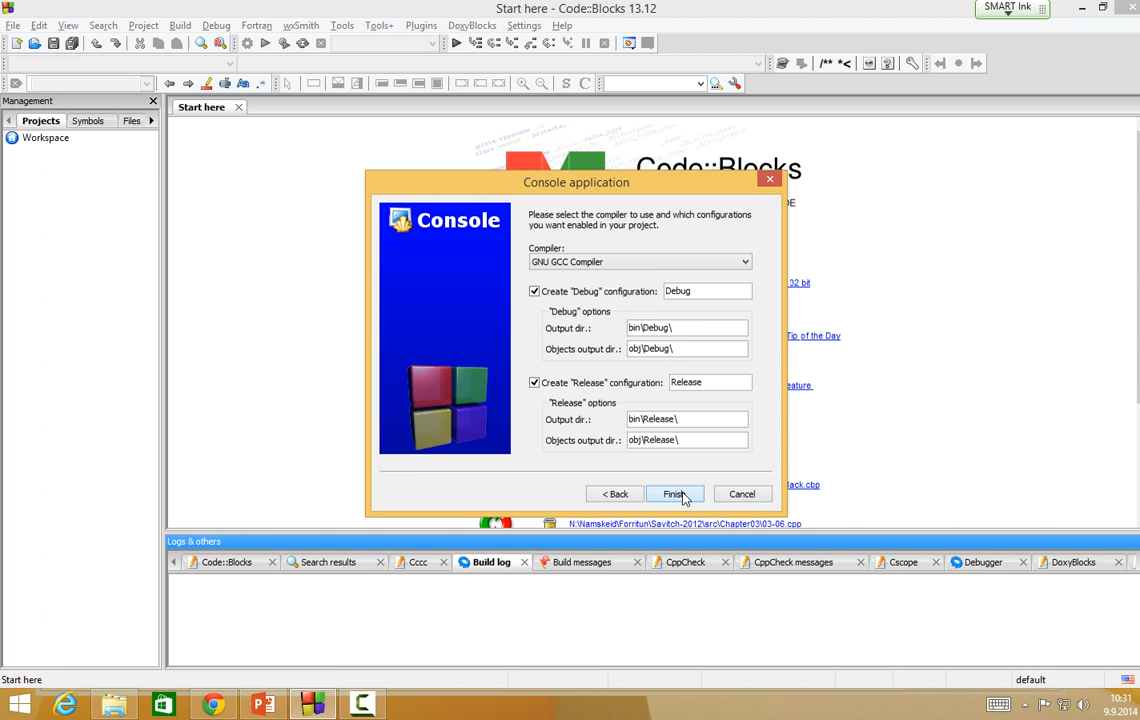 Start here - Code::Blocks 13.12
SMART Ink
File Edit View Search Project Build Debug Fortran wxSmith Tools Tools+ Plugins DoxyBlocks Settings Help
/** *<
S C
Management
Start here
Projects Symbols Files
Workspace
Code::Blocks
DE
Console application
Console
Please select the compiler to use and which configurations
you want enabled in your project.
Compiler:
GNU GCC Compiler
Create "Debug" configuration: Debug
"Debug" options
Output dir.: bin\Debug\
Objects output dir.: obj\Debug\
Create "Release" configuration: Release
"Release" options
Output dir.: bin\Release\
Objects output dir.: obj\Release\
< Back Finish Cancel
32 bit
Tip of the Day
eature
Jack.cbp
N:\Namskeid\Forritun\Savitch-2012\src\Chapter03\03-06.cpp
Logs & others
Code::Blocks Search results Cccc Build log Build messages CppCheck CppCheck messages Cscope Debugger DoxyBlocks
Start here default
10:31
9.9.2014